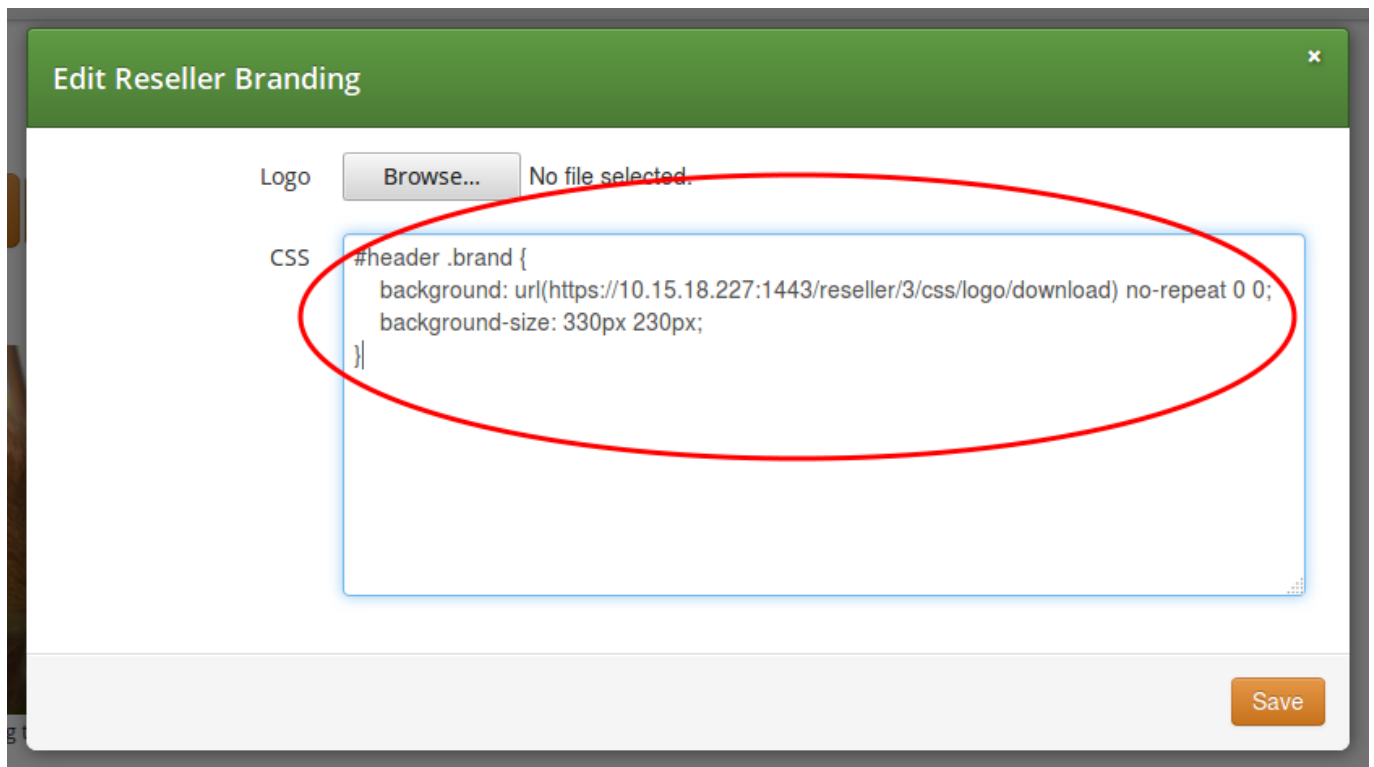 Edit Reseller Branding ×
Logo Browse... No file selected.
CSS #header .brand {
background: url(https://10.15.18.227:1443/reseller/3/css/logo/download) no-repeat 0 0;
background-size: 330px 230px;
}
Save